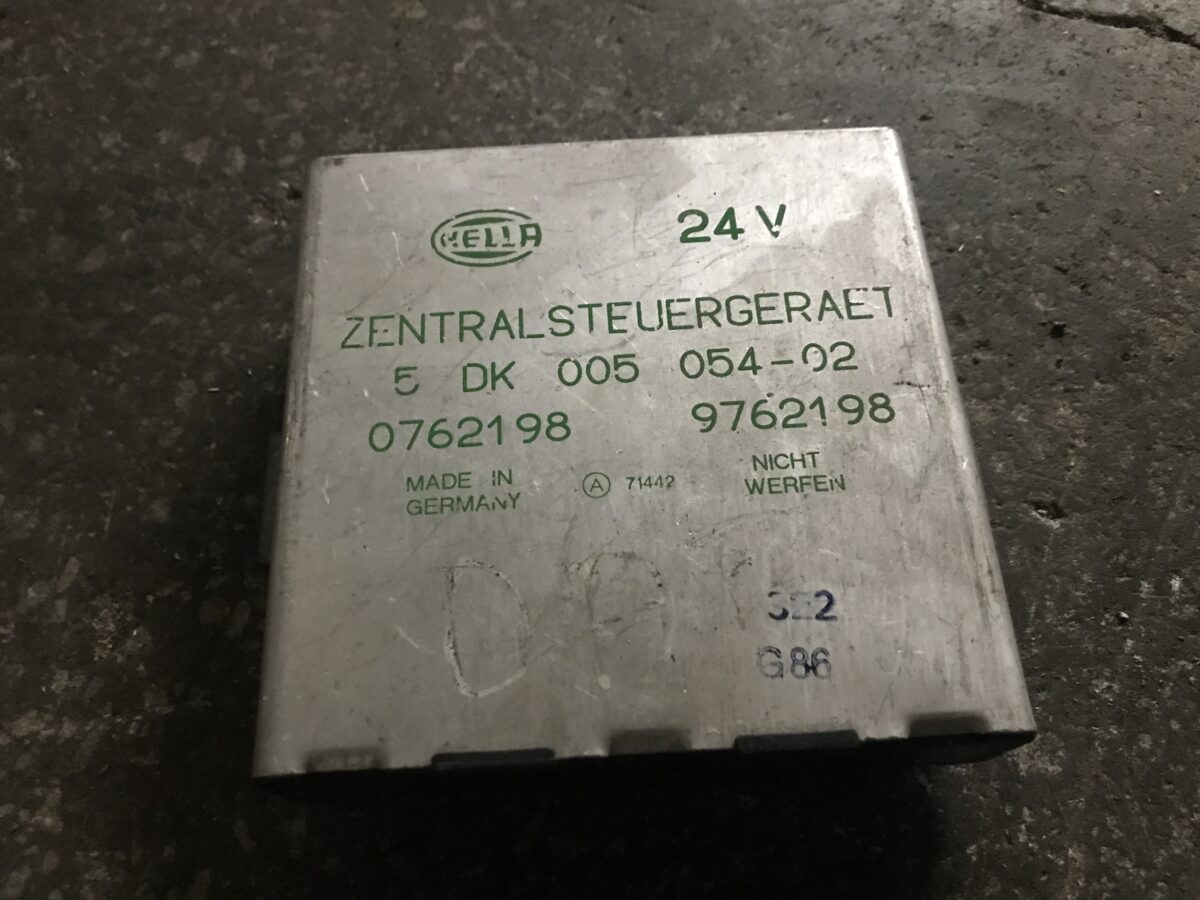 HELLA 24 V
ZENTRALSTEUERGERAET
5 DK 005 054-02
0762198 9762198
MADE IN GERMANY A 71442 NICHT WERFEN
G86